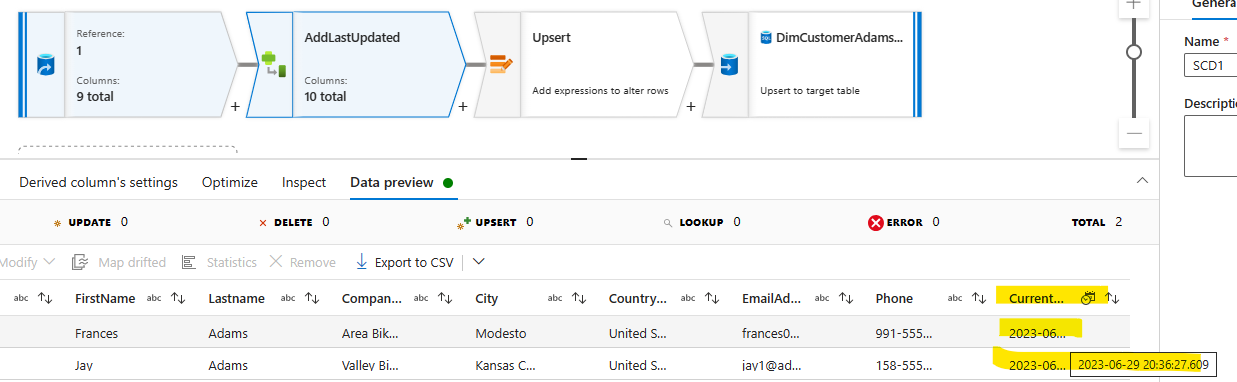 Genera
Reference:
1
Columns:
9 total
AddLastUpdated
Columns:
10 total
Upsert
Add expressions to alter rows
DimCustomerAdams...
Upsert to target table
Name *
SCD1
Descriptio
Derived column's settings Optimize Inspect Data preview
UPDATE 0 DELETE 0 UPSERT 0 LOOKUP 0 ERROR 0 TOTAL 2
Modify Map drifted Statistics Remove Export to CSV
abc FirstName abc Lastname abc Compan... abc City abc Country... abc EmailAd... abc Phone abc Current...
Frances Adams Area Bik... Modesto United S... frances0... 991-555... 2023-06...
Jay Adams Valley Bi... Kansas C... United S... jay1@ad... 158-555... 2023-06...
2023-06-29 20:36:27.609